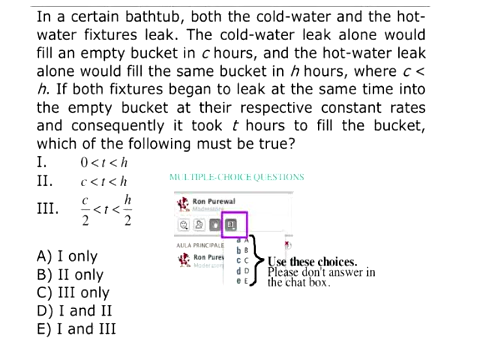 In a certain bathtub, both the cold-water and the hot-
water fixtures leak. The cold-water leak alone would
fill an empty bucket in c hours, and the hot-water leak
alone would fill the same bucket in h hours, where c <
h. If both fixtures began to leak at the same time into
the empty bucket at their respective constant rates
and consequently it took t hours to fill the bucket,
which of the following must be true?
I. 0 < t < h
II. c < t < h
III. c/2 < t < h/2
MULTIPLE-CHOICE QUESTIONS
Ron Purewal
Moderatore
AULA PRINCIPALE
Ron Purew
Moderatore
a A
b B
c C
d D
e E
Use these choices.
Please don't answer in
the chat box.
A) I only
B) II only
C) III only
D) I and II
E) I and III